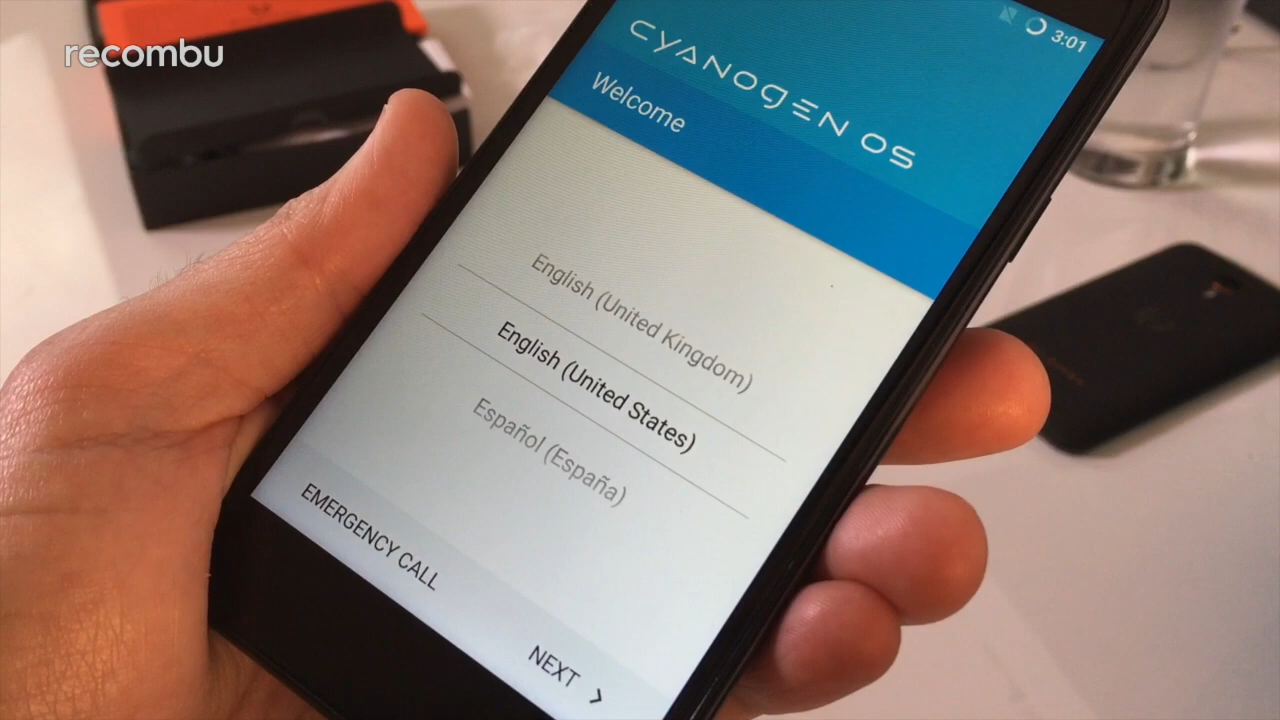 recombu
3:01
CYANOGEN OS
Welcome
English (United Kingdom)
English (United States)
Español (España)
EMERGENCY CALL
NEXT